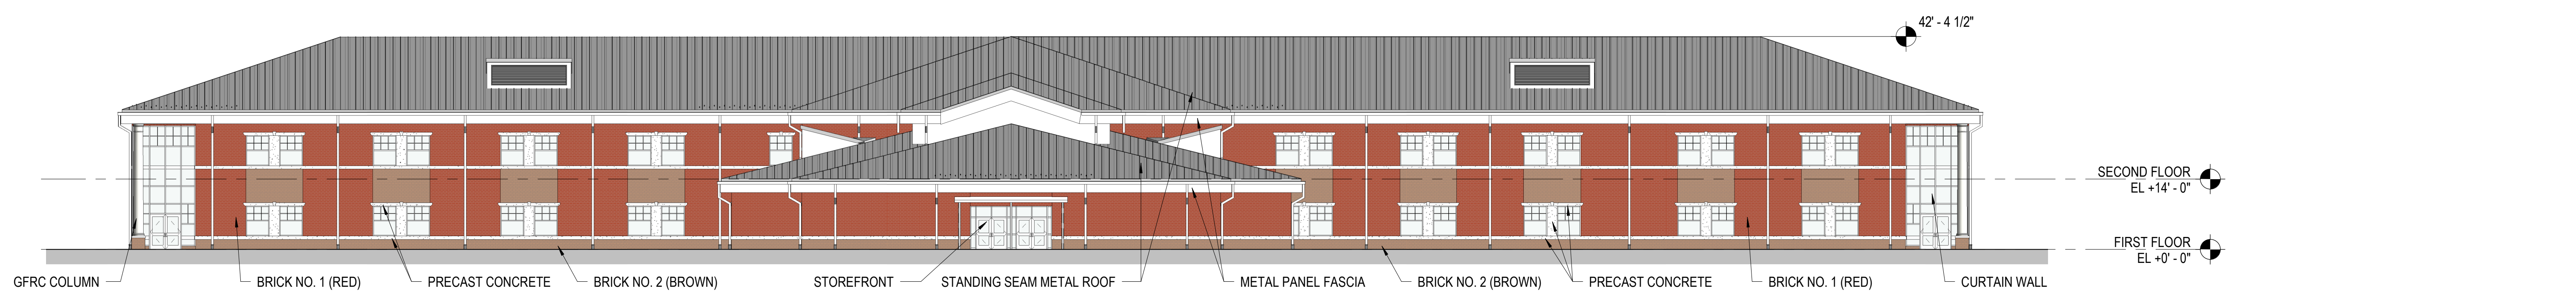 42' - 4 1/2"
SECOND FLOOR
EL +14' - 0"
FIRST FLOOR
EL +0' - 0"
GFRC COLUMN
BRICK NO. 1 (RED)
PRECAST CONCRETE
BRICK NO. 2 (BROWN)
STOREFRONT
STANDING SEAM METAL ROOF
METAL PANEL FASCIA
BRICK NO. 2 (BROWN)
PRECAST CONCRETE
BRICK NO. 1 (RED)
CURTAIN WALL